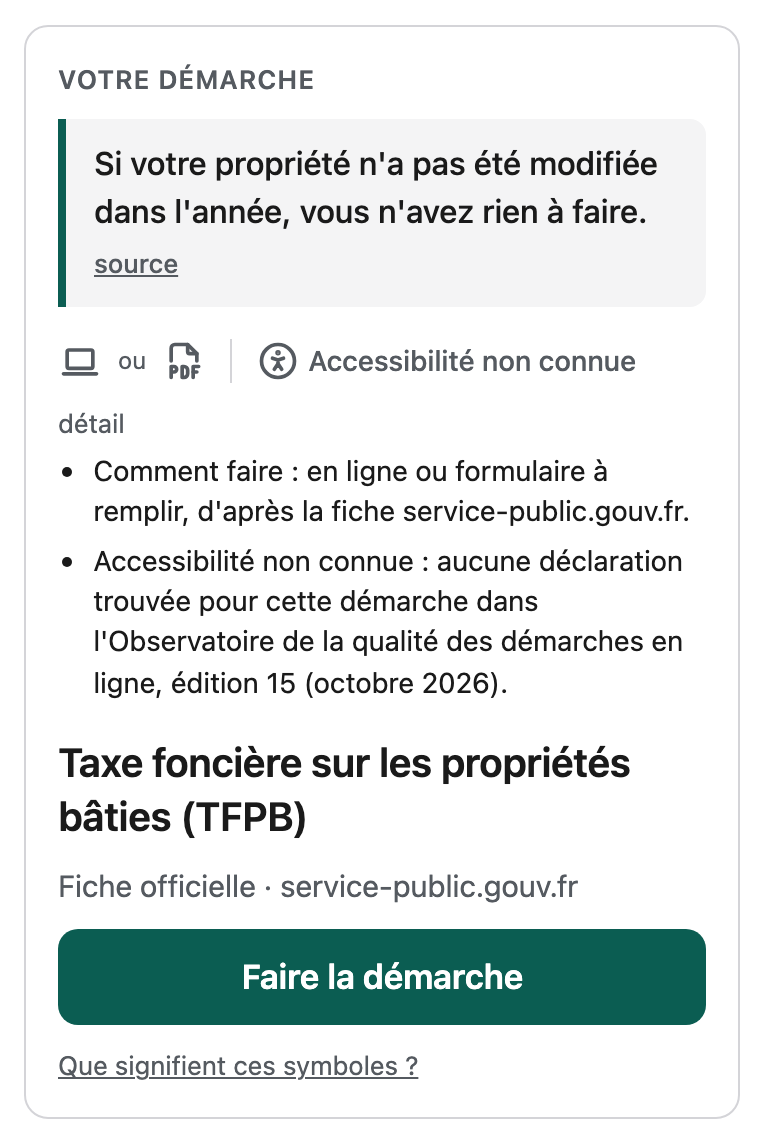 VOTRE DÉMARCHE
Si votre propriété n'a pas été modifiée
dans l'année, vous n'avez rien à faire.
source
ou PDF Accessibilité non connue
détail
• Comment faire : en ligne ou formulaire à
remplir, d'après la fiche service-public.gouv.fr.
• Accessibilité non connue : aucune déclaration
trouvée pour cette démarche dans
l'Observatoire de la qualité des démarches en
ligne, édition 15 (octobre 2026).
Taxe foncière sur les propriétés
bâties (TFPB)
Fiche officielle · service-public.gouv.fr
Faire la démarche
Que signifient ces symboles ?